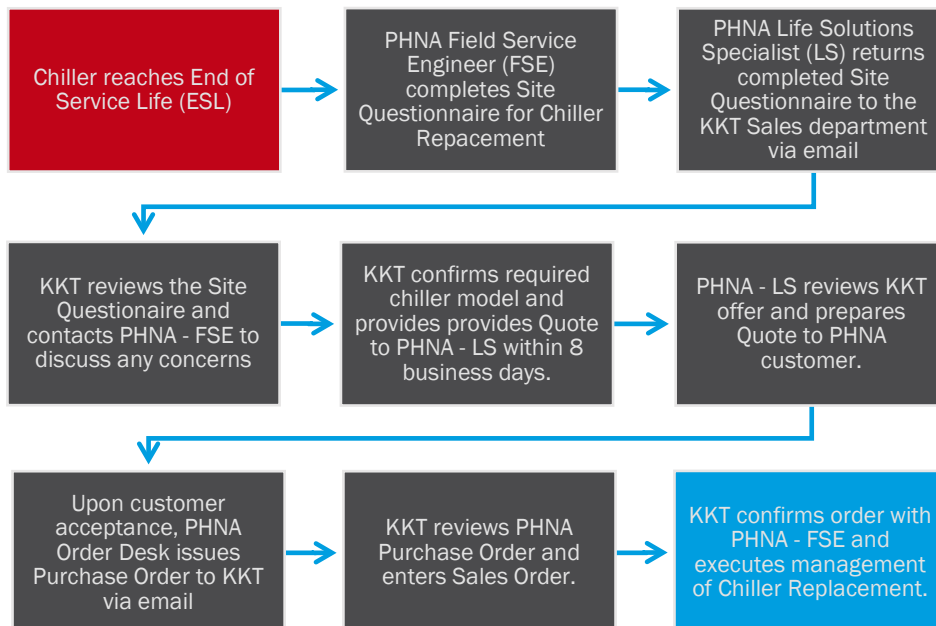 Chiller reaches End of
Service Life (ESL)
PHNA Field Service
Engineer (FSE)
completes Site
Questionnaire for Chiller
Repacement
PHNA Life Solutions
Specialist (LS) returns
completed Site
Questionnaire to the
KKT Sales department
via email
KKT reviews the Site
Questionaire and
contacts PHNA - FSE to
discuss any concerns
KKT confirms required
chiller model and
provides provides Quote
to PHNA - LS within 8
business days.
PHNA - LS reviews KKT
offer and prepares
Quote to PHNA
customer.
Upon customer
acceptance, PHNA
Order Desk issues
Purchase Order to KKT
via email
KKT reviews PHNA
Purchase Order and
enters Sales Order.
KKT confirms order with
PHNA - FSE and
executes management
of Chiller Replacement.